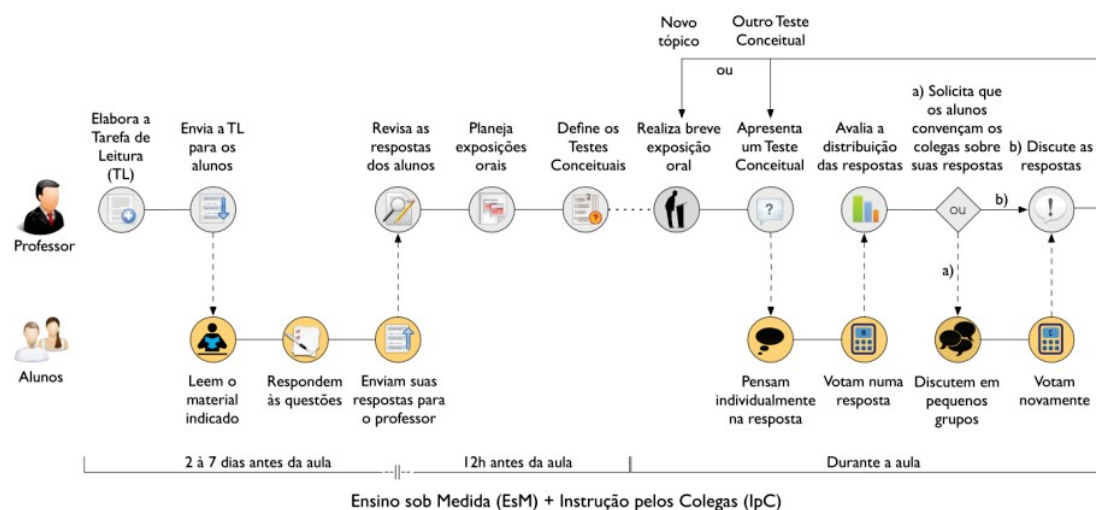 Novo
tópico
Outro Teste
Conceitual
ou
Elabora a
Tarefa de
Leitura
(TL)
Envia a TL
para os
alunos
Revisa as
respostas
dos alunos
Planeja
exposições
orais
Define os
Testes
Conceituais
Realiza breve
exposição
oral
Apresenta
um Teste
Conceitual
Avalia a
distribuição
das respostas
a) Solicita que
os alunos
convençam os
colegas sobre
suas respostas
b) Discute as
respostas
Professor
?
ou
b)
!
a)
Alunos
Leem o
material
indicado
Respondem
às questões
Enviam suas
respostas para
o professor
Pensam
individualmente
na resposta
Votam numa
resposta
Discutem em
pequenos
grupos
Votam
novamente
2 à 7 dias antes da aula
12h antes da aula
Durante a aula
Ensino sob Medida (EsM) + Instrução pelos Colegas (IpC)